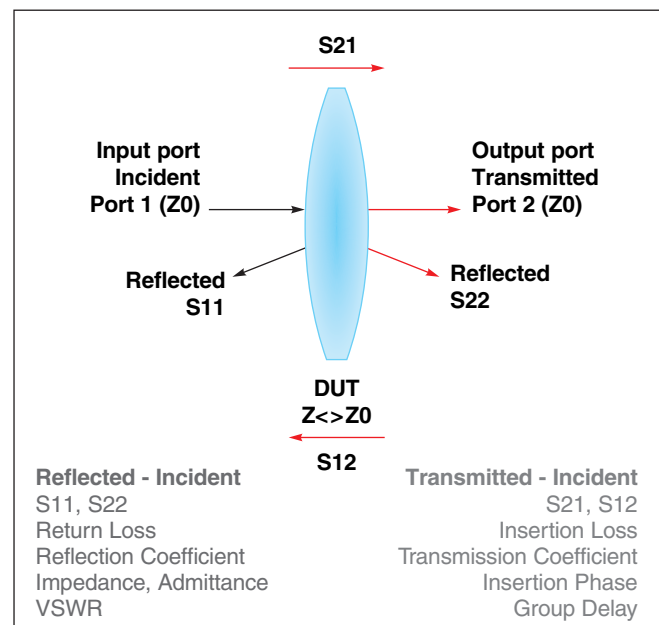 S21
Input port
Incident
Port 1 (Z0)
Output port
Transmitted
Port 2 (Z0)
Reflected
S11
Reflected
S22
DUT
Z<>Z0
S12
Reflected - Incident
S11, S22
Return Loss
Reflection Coefficient
Impedance, Admittance
VSWR
Transmitted - Incident
S21, S12
Insertion Loss
Transmission Coefficient
Insertion Phase
Group Delay